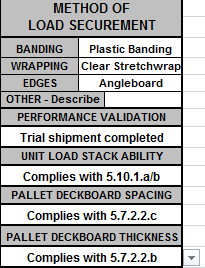 METHOD OF
LOAD SECUREMENT
BANDING Plastic Banding
WRAPPING Clear Stretchwrap
EDGES Angleboard
OTHER - Describe
PERFORMANCE VALIDATION
Trial shipment completed
UNIT LOAD STACK ABILITY
Complies with 5.10.1.a/b
PALLET DECKBOARD SPACING
Complies with 5.7.2.2.c
PALLET DECKBOARD THICKNESS
Complies with 5.7.2.2.b